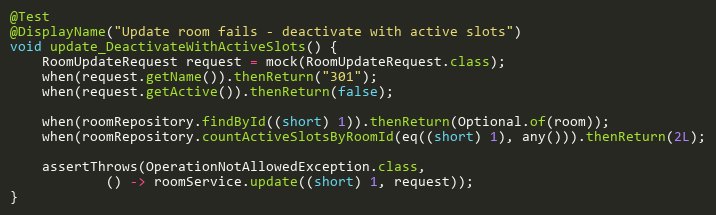 @Test
@DisplayName("Update room fails - deactivate with active slots")
void update_DeactivateWithActiveSlots() {
    RoomUpdateRequest request = mock(RoomUpdateRequest.class);
    when(request.getName()).thenReturn("301");
    when(request.getActive()).thenReturn(false);

    when(roomRepository.findById((short) 1)).thenReturn(Optional.of(room));
    when(roomRepository.countActiveSlotsByRoomId(eq((short) 1), any())).thenReturn(2L);

    assertThrows(OperationNotAllowedException.class,
            () -> roomService.update((short) 1, request));
}